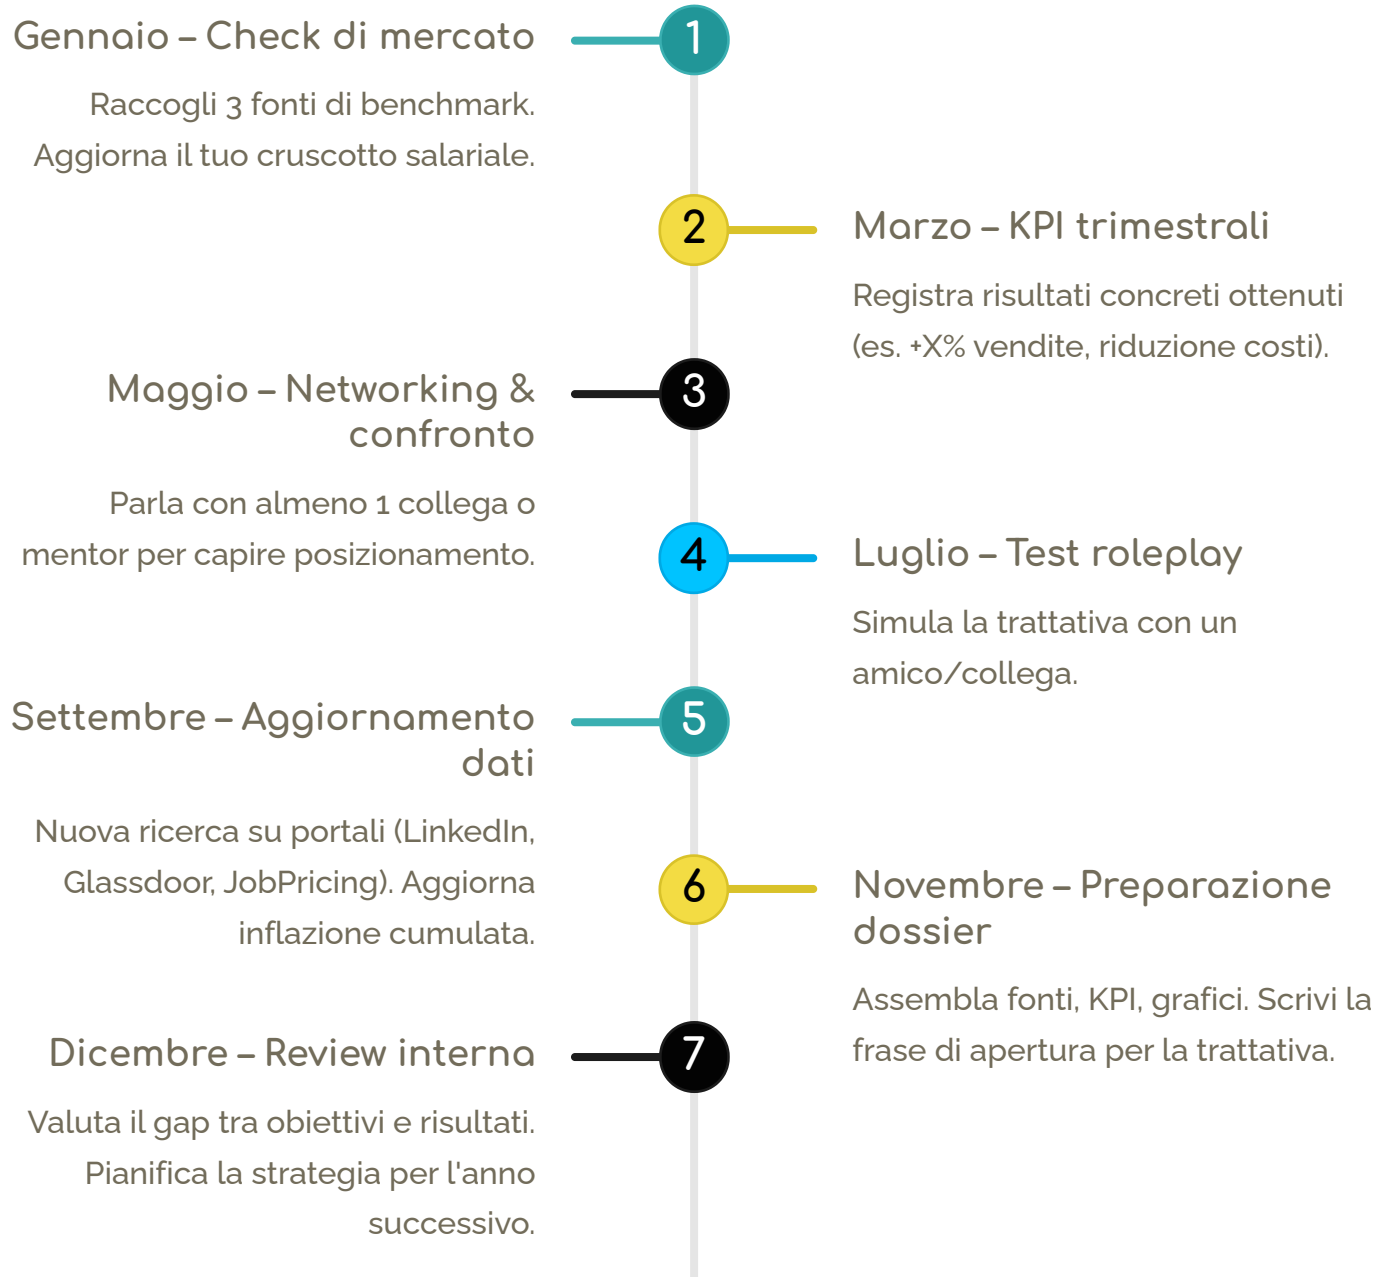 Gennaio – Check di mercato
1
Raccogli 3 fonti di benchmark.
Aggiorna il tuo cruscotto salariale.
2
Marzo – KPI trimestrali
Registra risultati concreti ottenuti
(es. +X% vendite, riduzione costi).
Maggio – Networking &
confronto
3
Parla con almeno 1 collega o
mentor per capire posizionamento.
4
Luglio – Test roleplay
Simula la trattativa con un
amico/collega.
Settembre – Aggiornamento
dati
5
Nuova ricerca su portali (LinkedIn,
Glassdoor, JobPricing). Aggiorna
inflazione cumulata.
6
Novembre – Preparazione
dossier
Assembla fonti, KPI, grafici. Scrivi la
frase di apertura per la trattativa.
Dicembre – Review interna
7
Valuta il gap tra obiettivi e risultati.
Pianifica la strategia per l'anno
successivo.